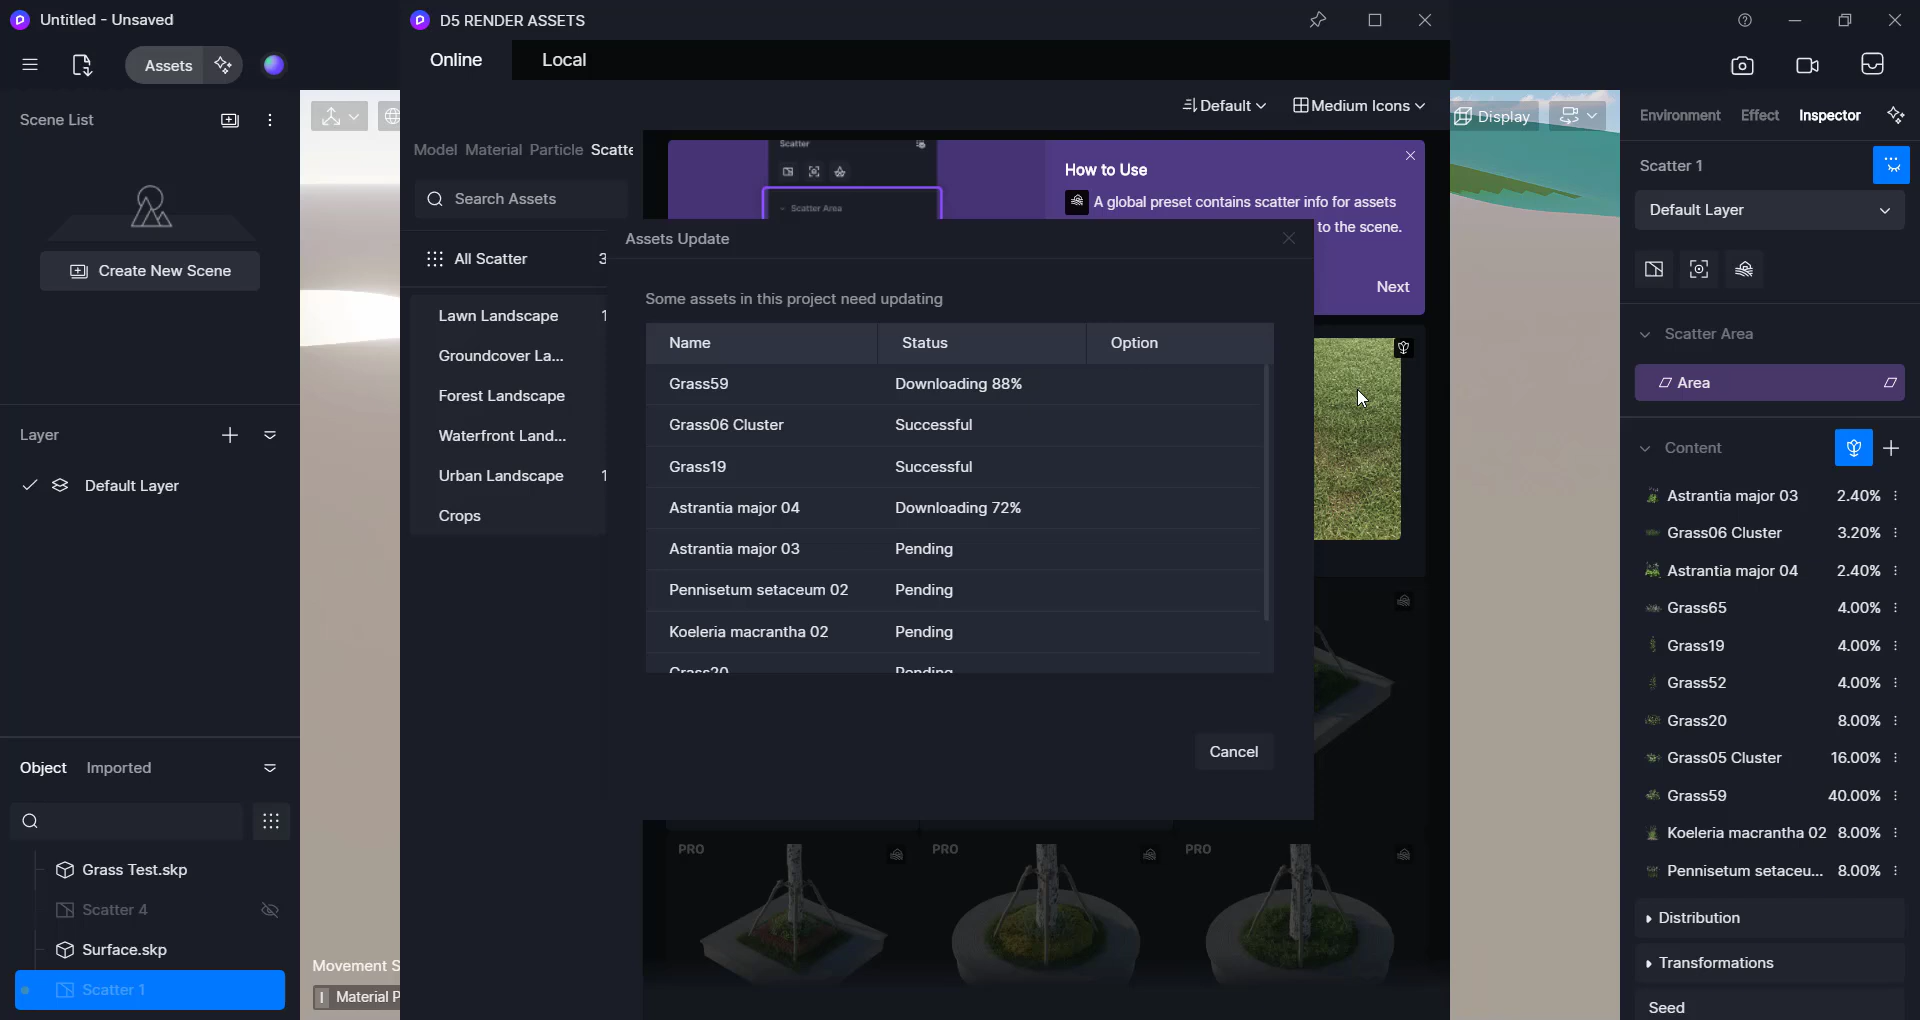 Untitled - Unsaved
Assets
Scene List
Create New Scene
Layer
Default Layer
Object Imported
Grass Test.skp
Scatter 4
Surface.skp
Scatter 1
Movement S
Material P
D5 RENDER ASSETS
Online Local
Default Medium Icons
Model Material Particle Scatte
Search Assets
All Scatter 3
Lawn Landscape 1
Groundcover La...
Forest Landscape
Waterfront Land...
Urban Landscape 1
Crops
Scatter
Scatter Area
How to Use
A global preset contains scatter info for assets
to the scene.
Next
Assets Update
Some assets in this project need updating
Name Status Option
Grass59 Downloading 88%
Grass06 Cluster Successful
Grass19 Successful
Astrantia major 04 Downloading 72%
Astrantia major 03 Pending
Pennisetum setaceum 02 Pending
Koeleria macrantha 02 Pending
Grass20 Pending
Cancel
PRO PRO PRO
Display
Environment Effect Inspector
Scatter 1
Default Layer
Scatter Area
Area
Content
Astrantia major 03 2.40%
Grass06 Cluster 3.20%
Astrantia major 04 2.40%
Grass65 4.00%
Grass19 4.00%
Grass52 4.00%
Grass20 8.00%
Grass05 Cluster 16.00%
Grass59 40.00%
Koeleria macrantha 02 8.00%
Pennisetum setaceu... 8.00%
Distribution
Transformations
Seed